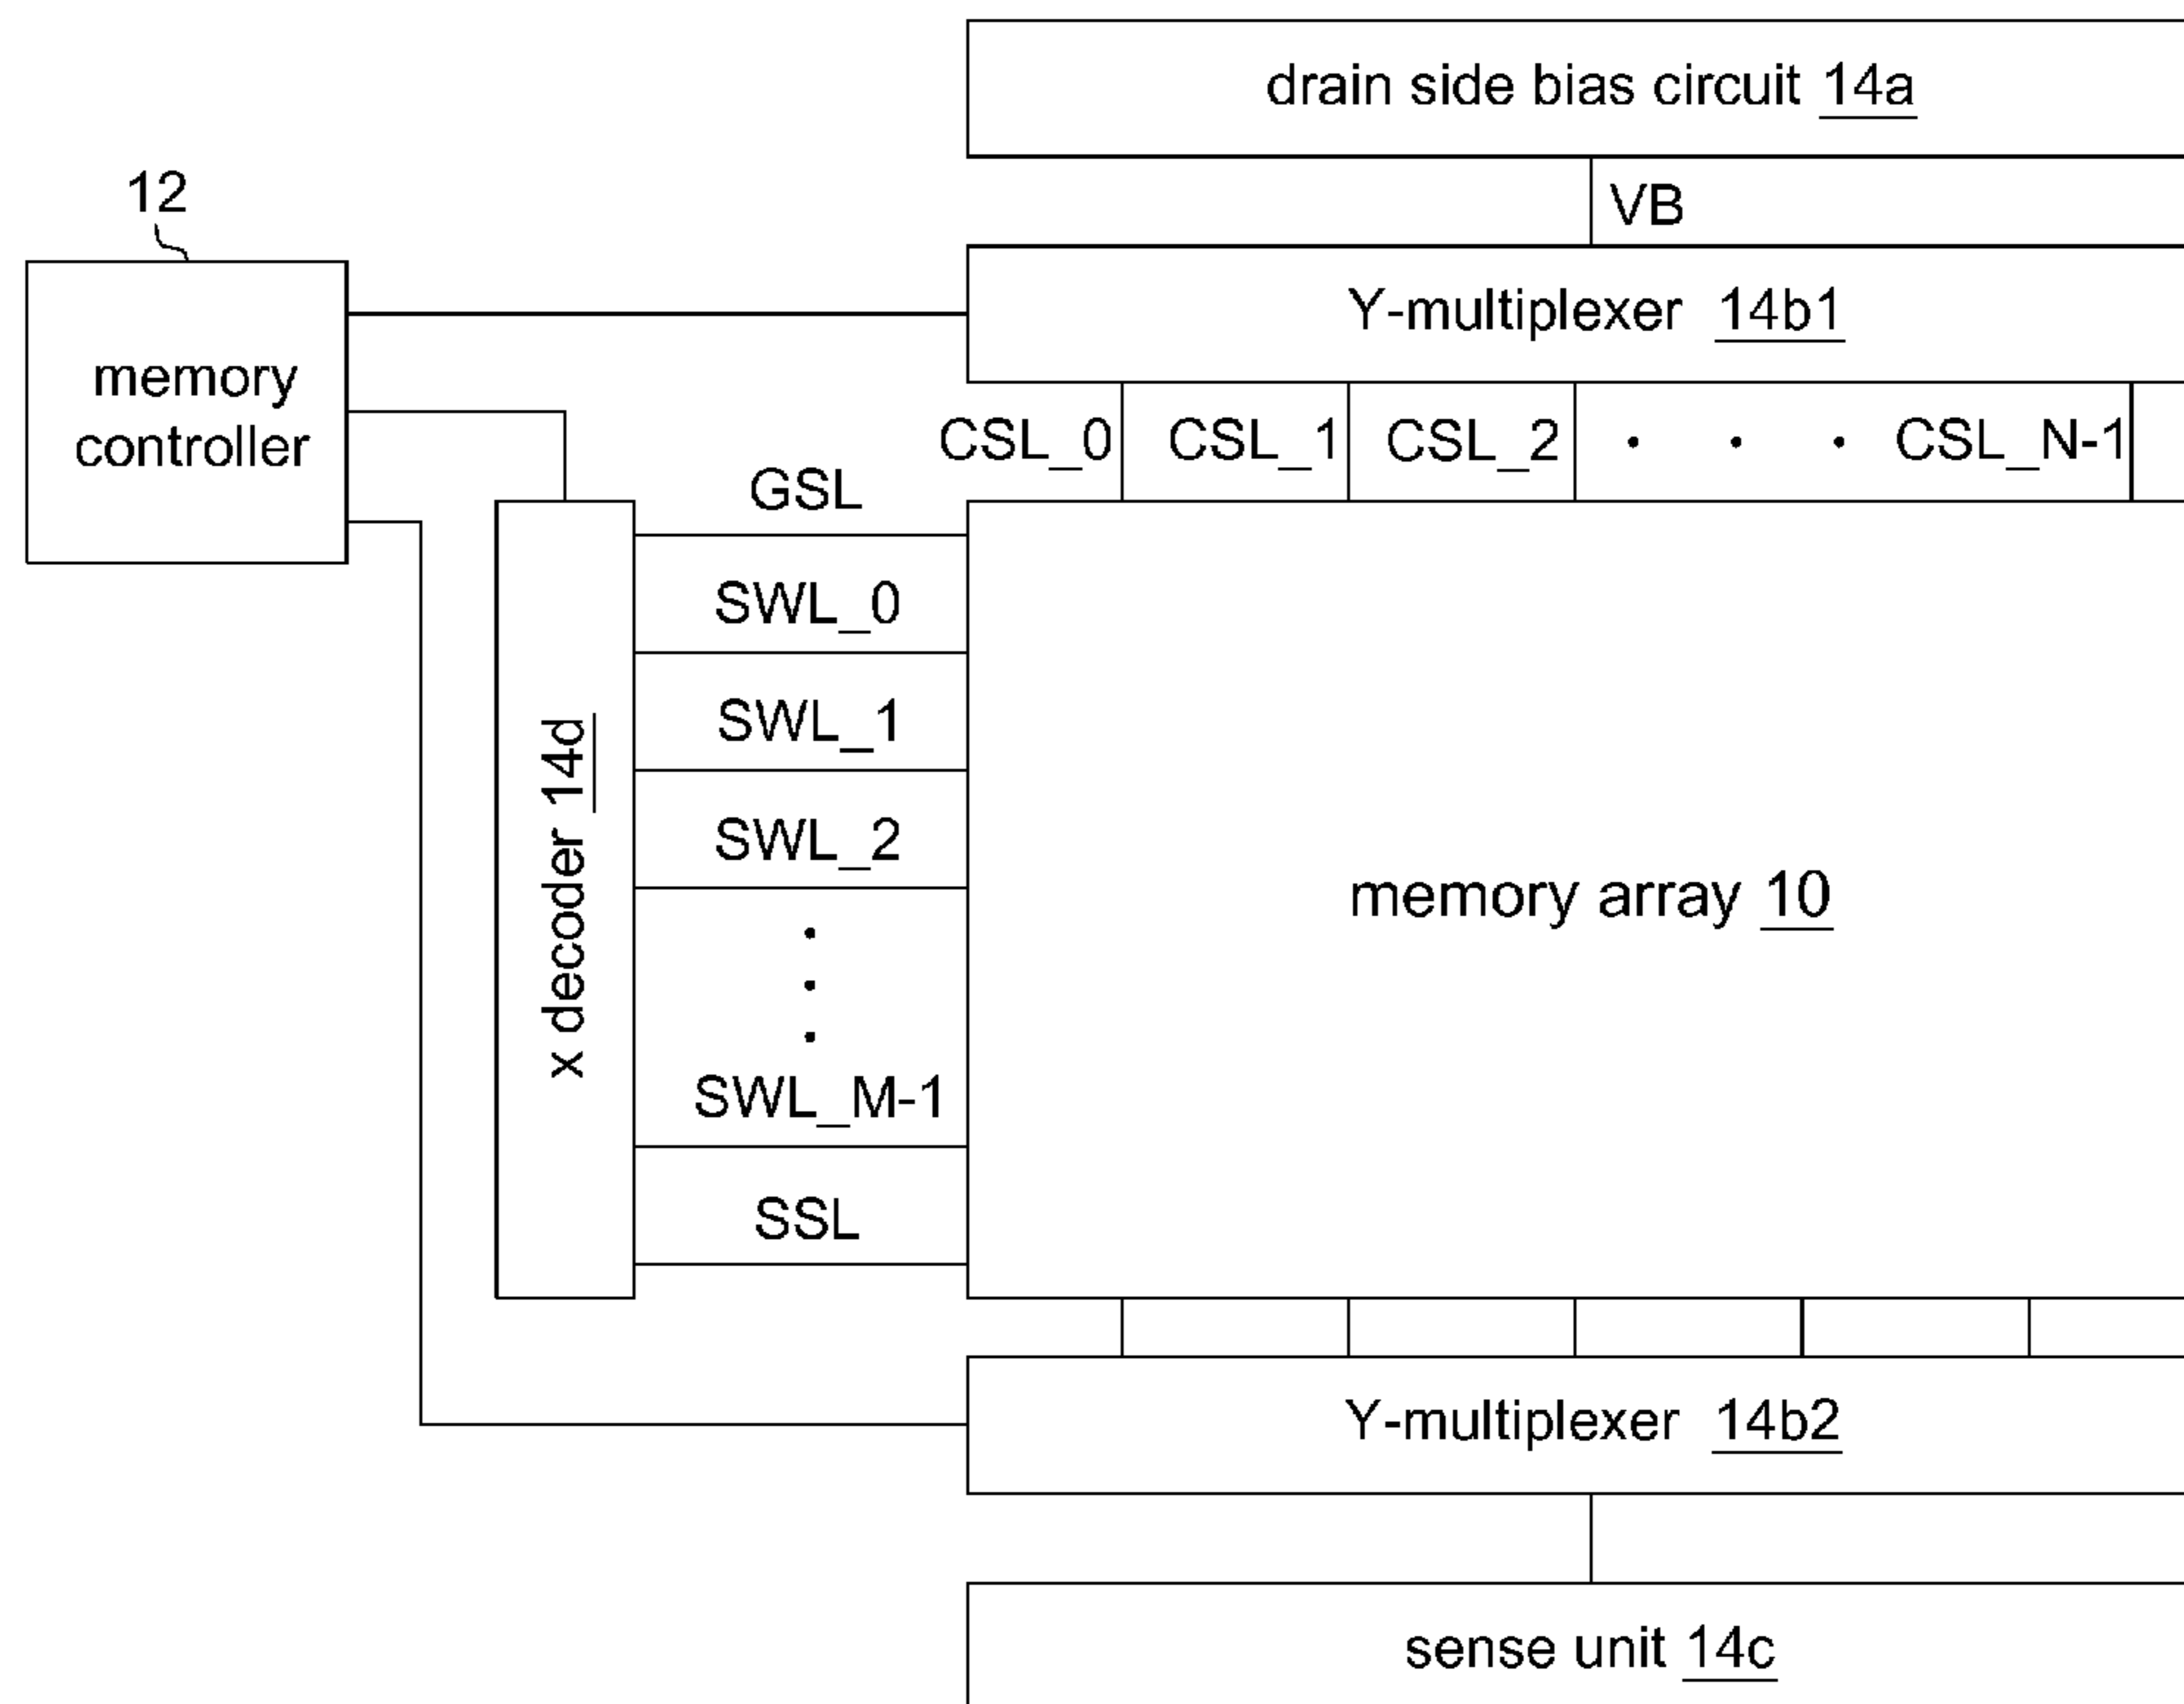 drain side bias circuit 14a
VB
12
Y-multiplexer 14b1
memory
controller
CSL_0 CSL_1 CSL_2 • • • CSL_N-1
GSL
SWL_0
SWL_1
SWL_2
•
•
•
SWL_M-1
SSL
x decoder 14d
memory array 10
Y-multiplexer 14b2
sense unit 14c